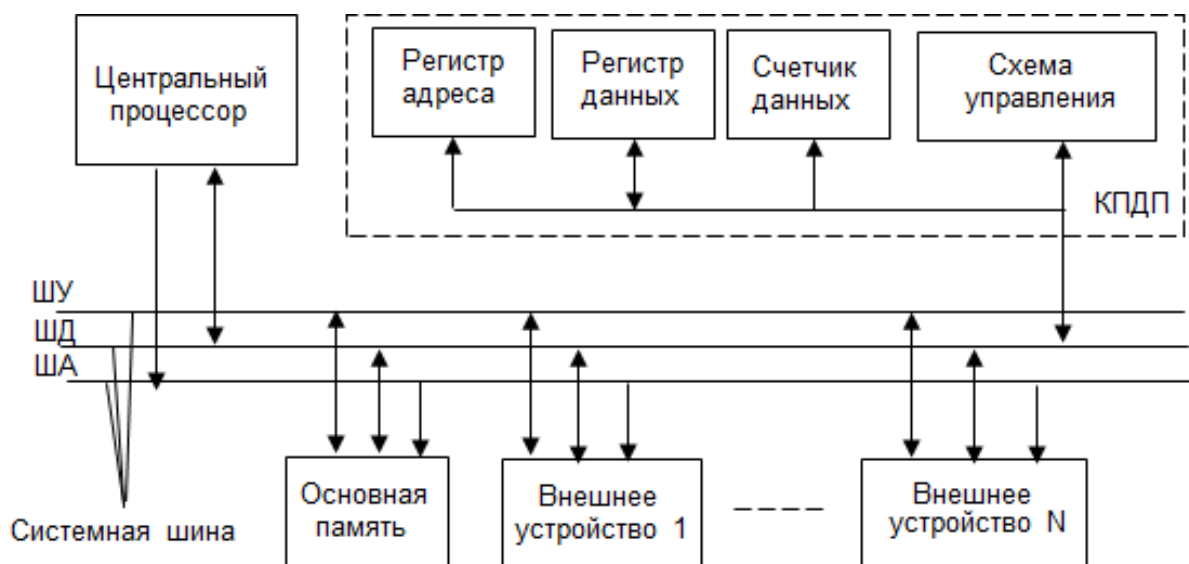 Центральный
процессор
Регистр
адреса
Регистр
данных
Счетчик
данных
Схема
управления
КПДП
ШУ
ШД
ША
Системная шина
Основная
память
Внешнее
устройство 1
Внешнее
устройство N